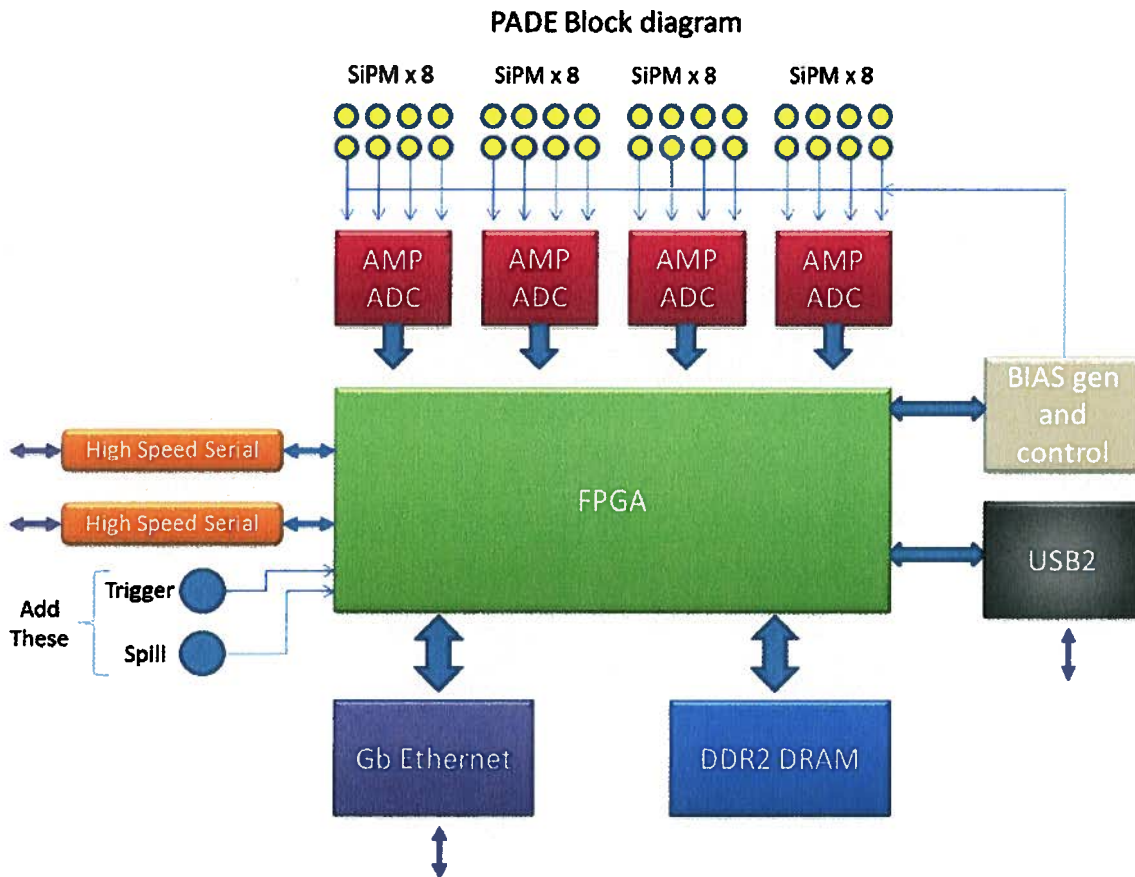 PADE Block diagram
SiPM x 8
SiPM x 8
SiPM x 8
SiPM x 8
AMP
ADC
AMP
ADC
AMP
ADC
AMP
ADC
BIAS gen
and
control
High Speed Serial
High Speed Serial
FPGA
USB2
Add
These
Trigger
Spill
Gb Ethernet
DDR2 DRAM